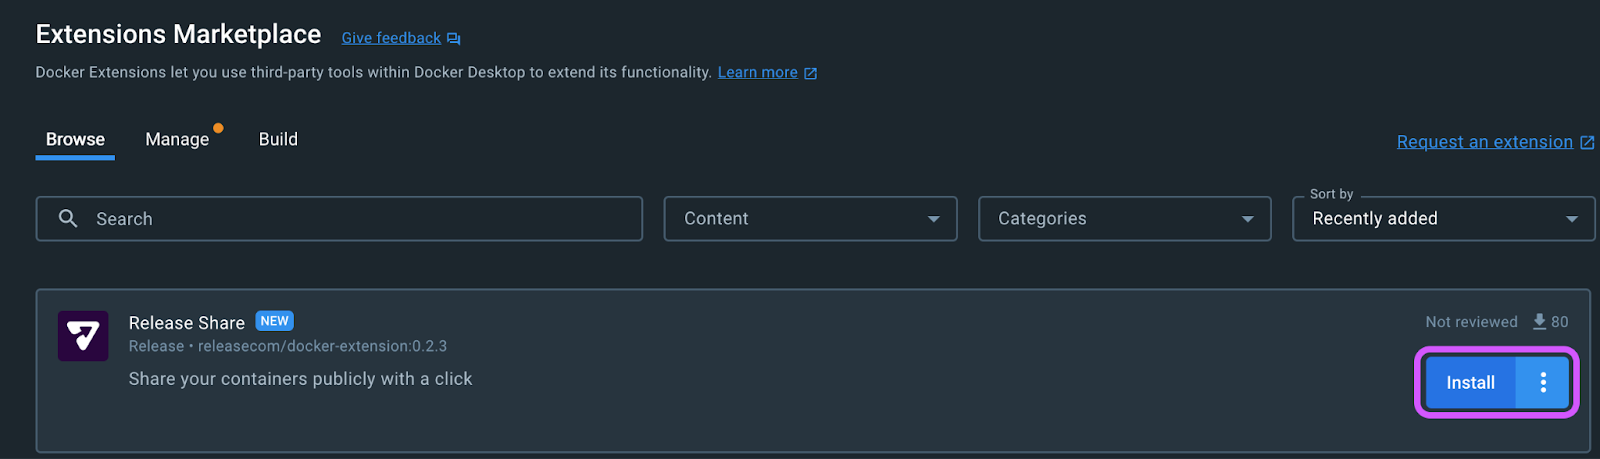 Extensions Marketplace Give feedback
Docker Extensions let you use third-party tools within Docker Desktop to extend its functionality. Learn more
Browse Manage Build Request an extension
Search Content Categories Sort by Recently added
Release Share NEW
Not reviewed 80
Release • releasecom/docker-extension:0.2.3
Share your containers publicly with a click
Install